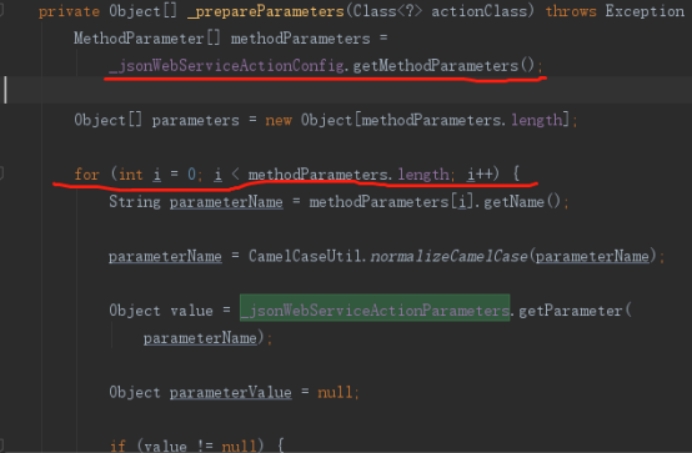 private Object[] _prepareParameters(Class<?> actionClass) throws Exception
MethodParameter[] methodParameters =
_jsonWebServiceActionConfig.getMethodParameters();
Object[] parameters = new Object[methodParameters.length];
for (int i = 0; i < methodParameters.length; i++) {
String parameterName = methodParameters[i].getName();
parameterName = CamelCaseUtil.normalizeCamelCase(parameterName);
Object value = _jsonWebServiceActionParameters.getParameter(
parameterName);
Object parameterValue = null;
if (value != null) {